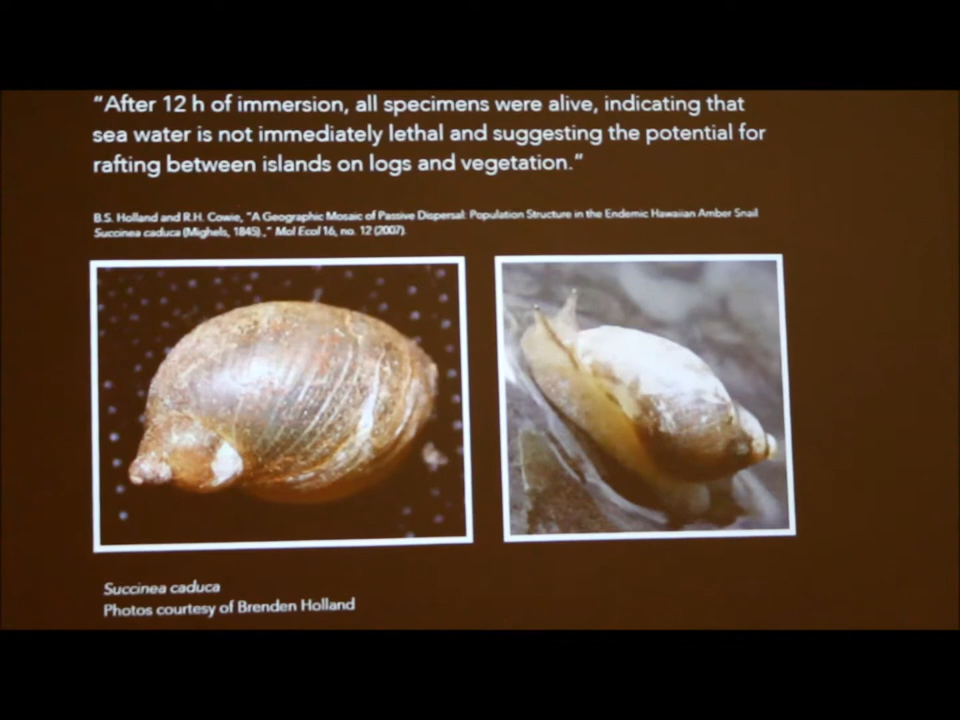 “After 12 h of immersion, all specimens were alive, indicating that
sea water is not immediately lethal and suggesting the potential for
rafting between islands on logs and vegetation.“
B.S. Holland and R.H. Cowie, “A Geographic Mosaic of Passive Dispersal: Population Structure in the Endemic Hawaiian Amber Snail
Succinea caduca (Mighels, 1845) ,” Mol Ecol 16, no. 12 (2007).
Succinea caduca
Photos courtesy of Brenden Holland